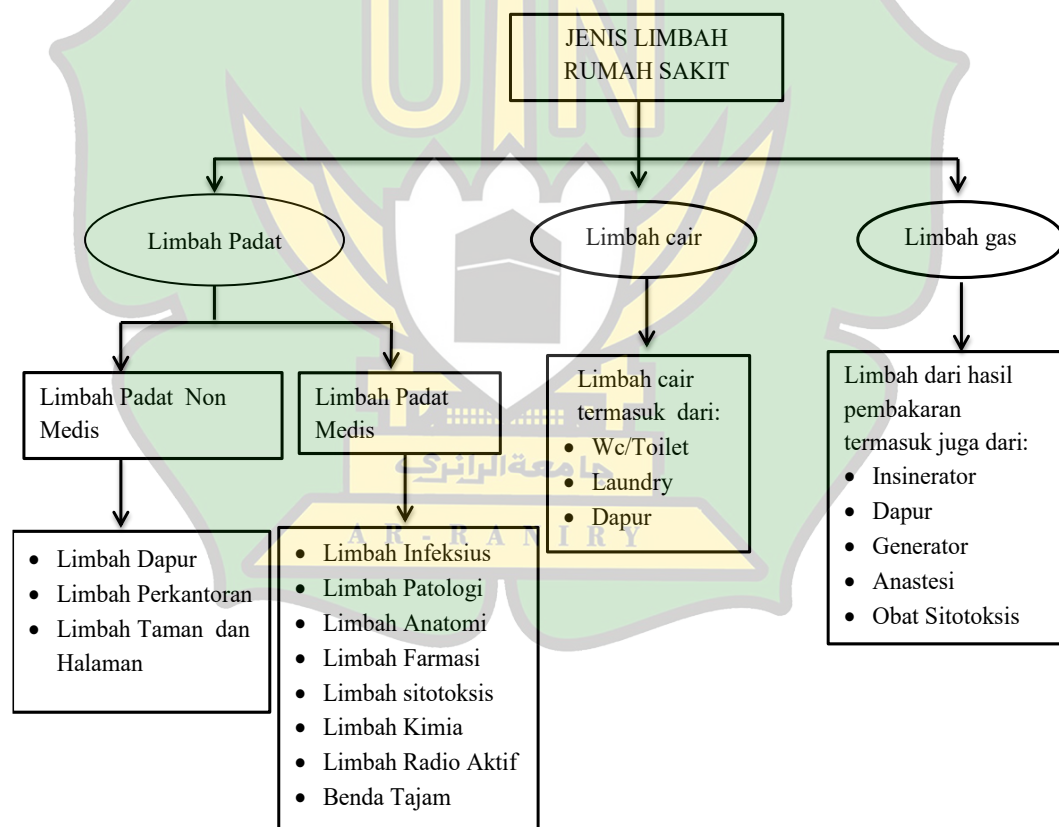 JENIS LIMBAH
RUMAH SAKIT
Limbah Padat
Limbah cair
Limbah gas
Limbah Padat Non
Medis
Limbah Padat
Medis
Limbah cair
termasuk dari:
• Wc/Toilet
• Laundry
• Dapur
Limbah dari hasil
pembakaran
termasuk juga dari:
• Insinerator
• Dapur
• Generator
• Anastesi
• Obat Sitotoksis
• Limbah Dapur
• Limbah Perkantoran
• Limbah Taman dan
Halaman
• Limbah Infeksius
• Limbah Patologi
• Limbah Anatomi
• Limbah Farmasi
• Limbah sitotoksis
• Limbah Kimia
• Limbah Radio Aktif
• Benda Tajam
UIN
جامعة الرانري
AR-RANIRY